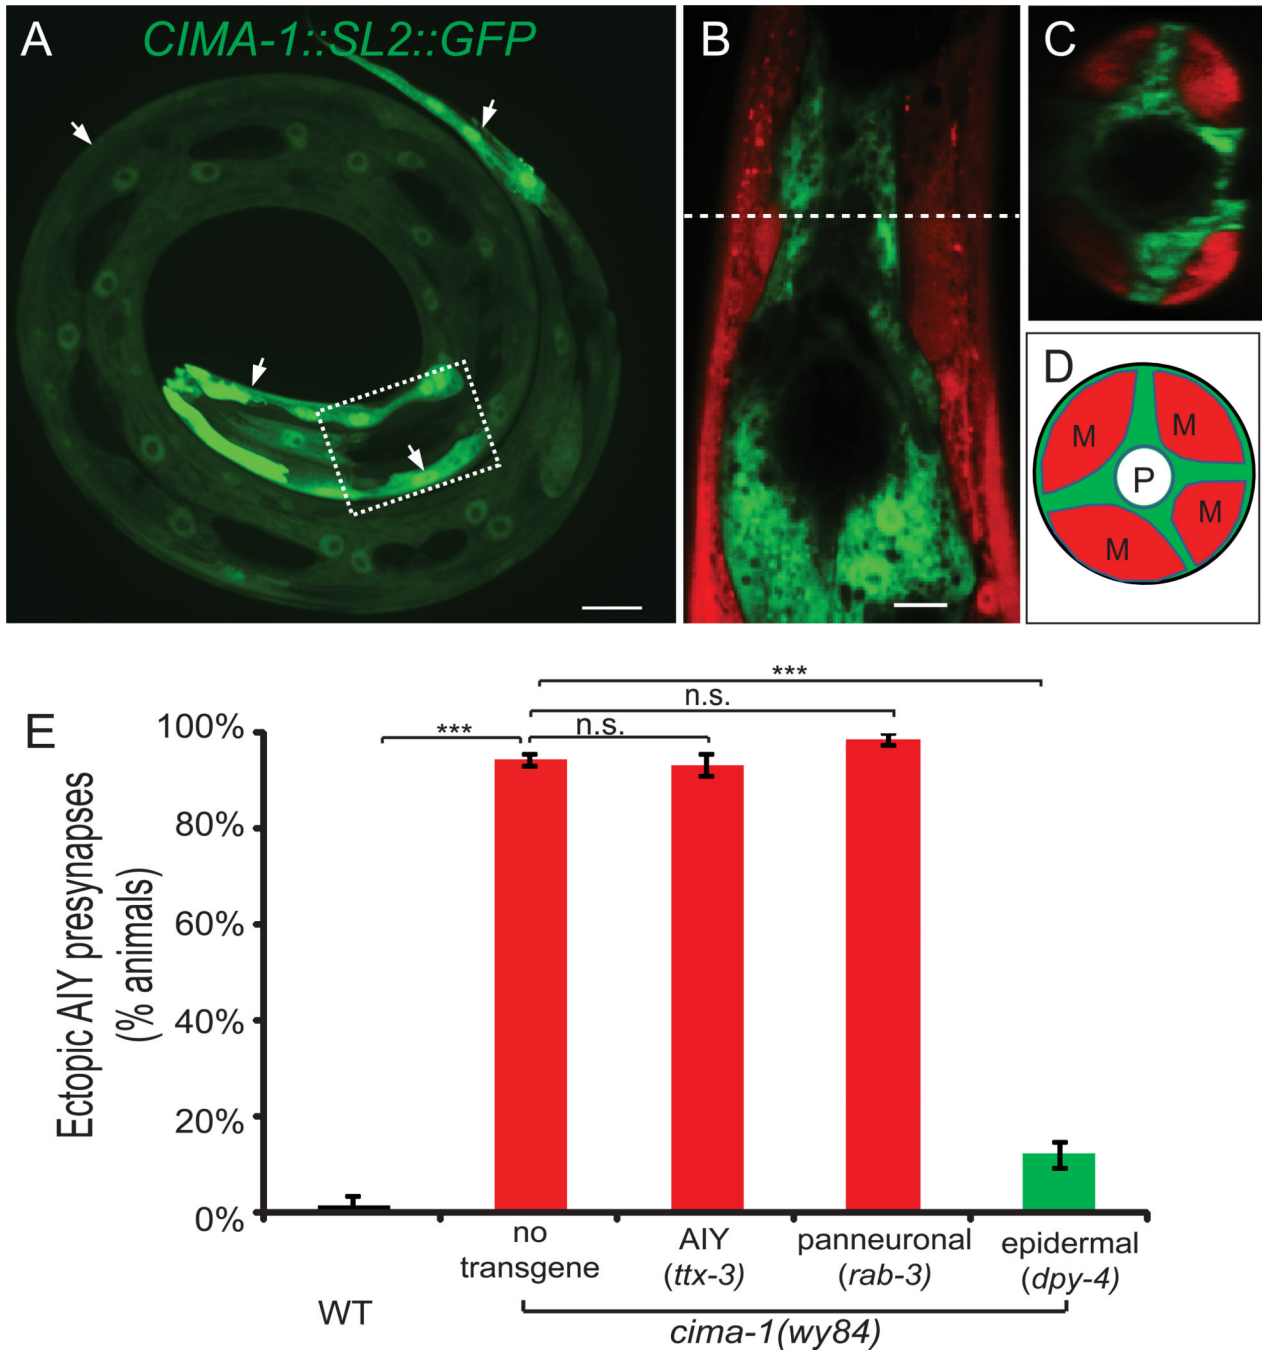 A
CIMA-1::SL2::GFP
B
C
D
M
M
P
M
M
E
***
n.s.
***
n.s.
Ectopic AIY presynapses
(% animals)
100%
80%
60%
40%
20%
0%
WT
no
transgene
AIY
(ttx-3)
panneuronal
(rab-3)
epidermal
(dpy-4)
cima-1(wy84)